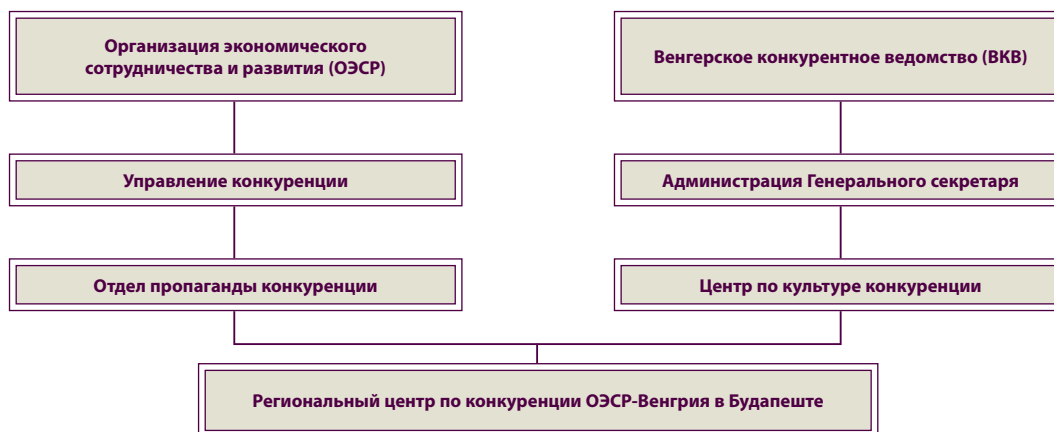 Организация экономического
сотрудничества и развития (ОЭСР)
Венгерское конкурентное ведомство (ВКВ)
Управление конкуренции
Администрация Генерального секретаря
Отдел пропаганды конкуренции
Центр по культуре конкуренции
Региональный центр по конкуренции ОЭСР-Венгрия в Будапеште